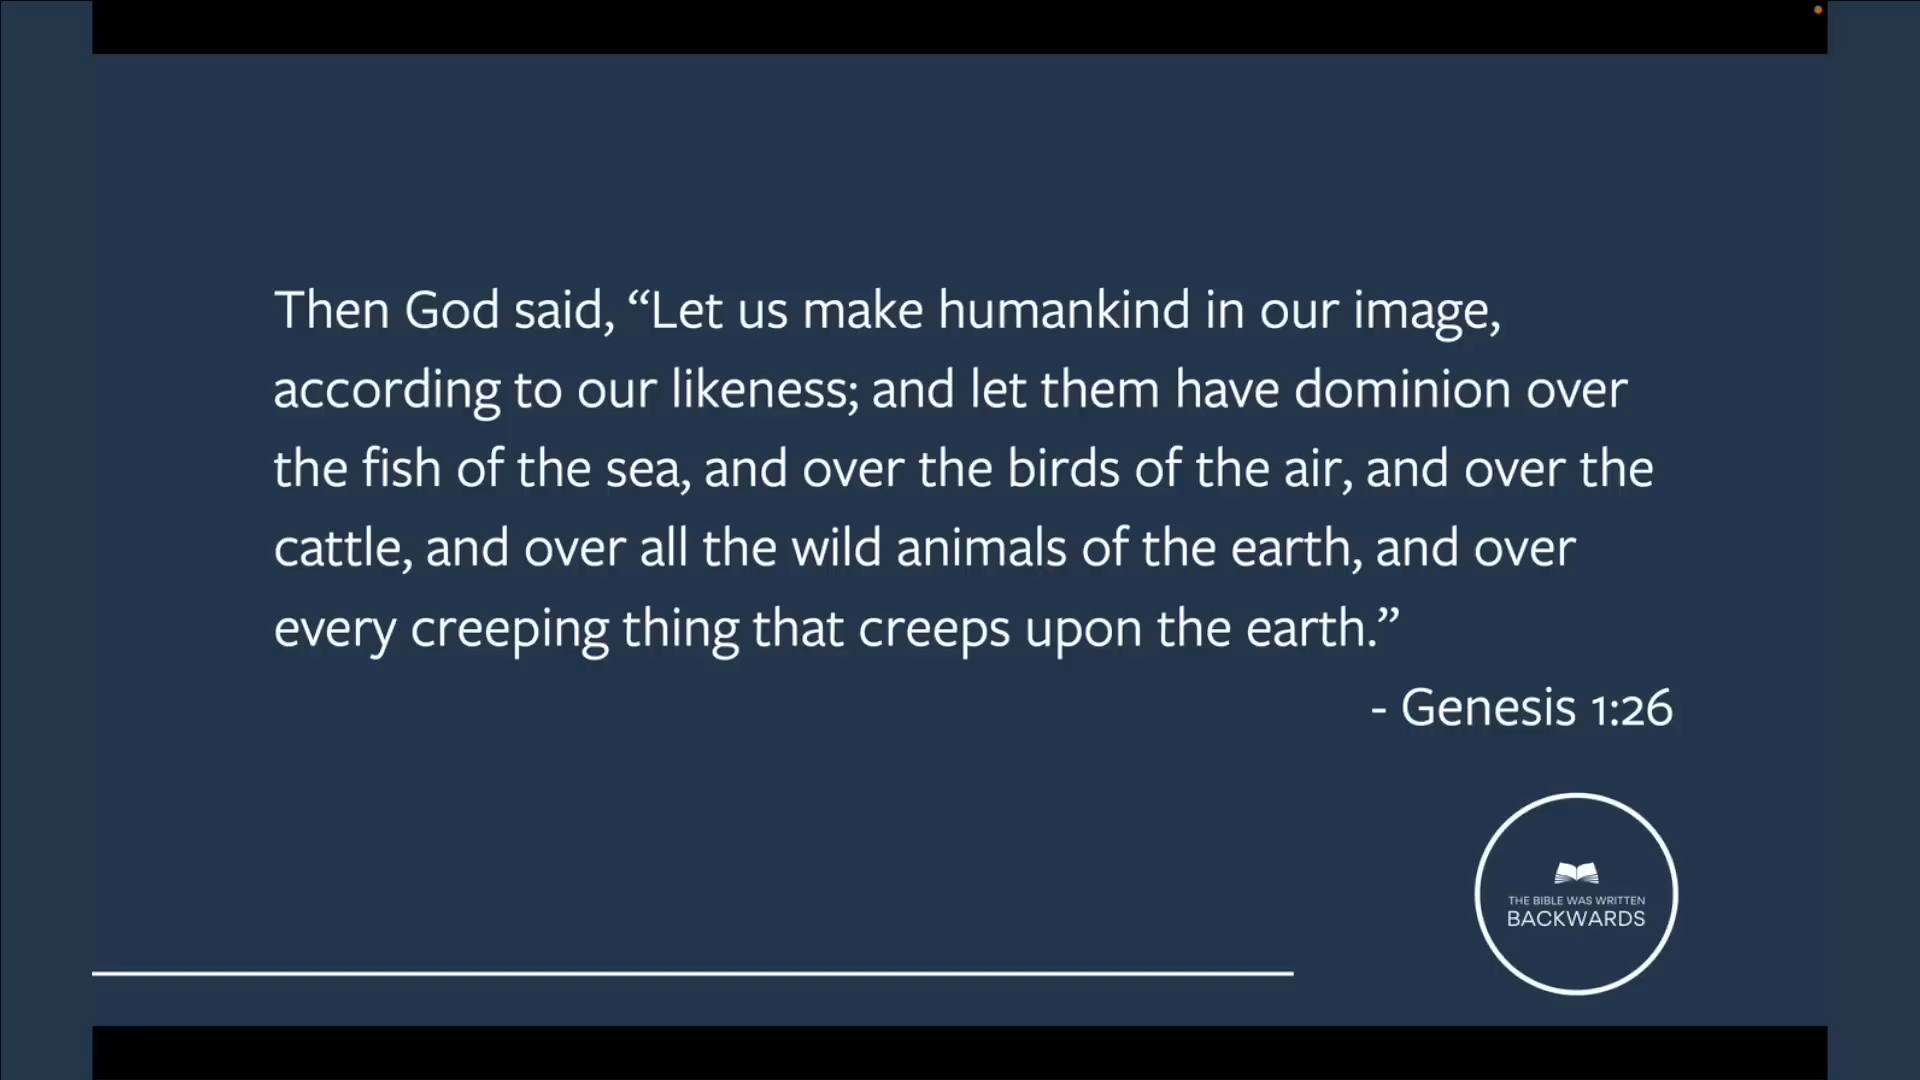 Then God said, “Let us make humankind in our image,
according to our likeness; and let them have dominion over
the fish of the sea, and over the birds of the air, and over the
cattle, and over all the wild animals of the earth, and over
every creeping thing that creeps upon the earth.”
- Genesis 1:26
THE BIBLE WAS WRITTEN
BACKWARDS